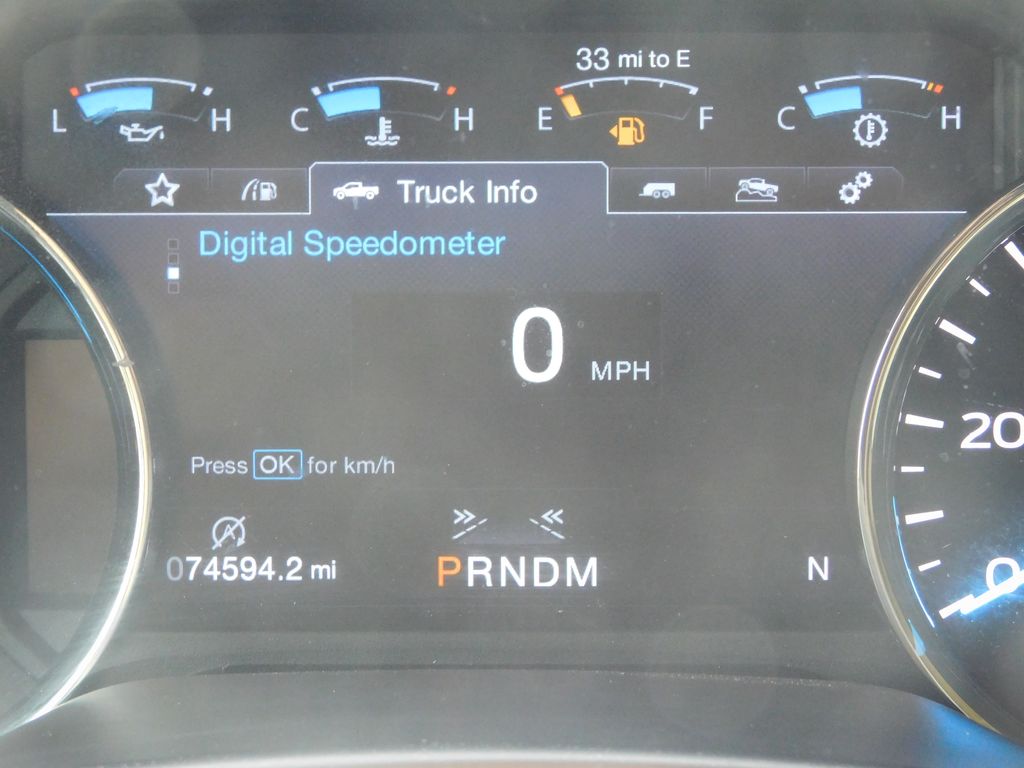 33 mi to E
L H C H E F C H
Truck Info
Digital Speedometer
0 MPH
20
Press OK for km/h
A
074594.2 mi PRNDM N
0